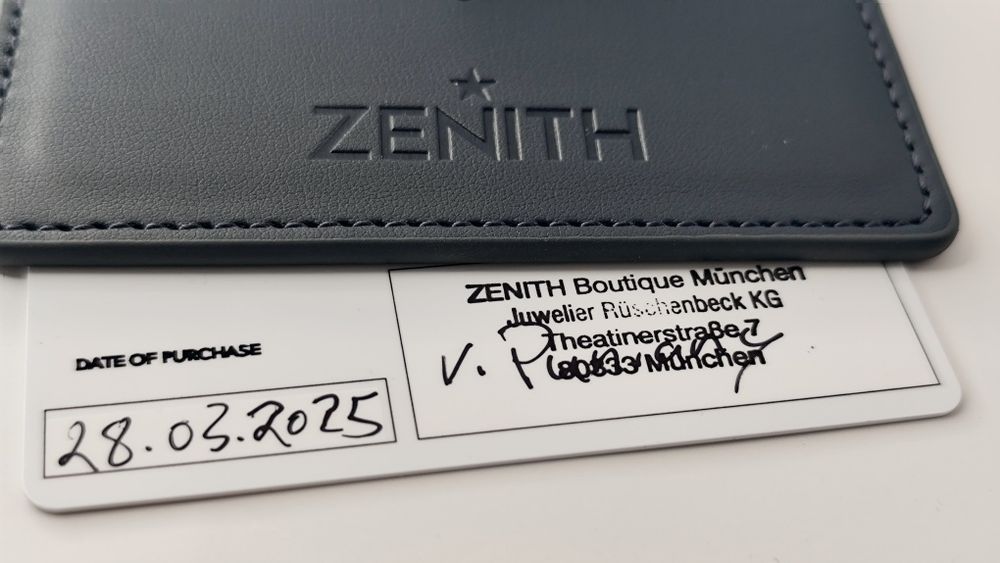 ZENITH
DATE OF PURCHASE
28.03.2025
ZENITH Boutique München
Juwelier Rüschenbeck KG
Theatinerstraße 7
80333 München
v.